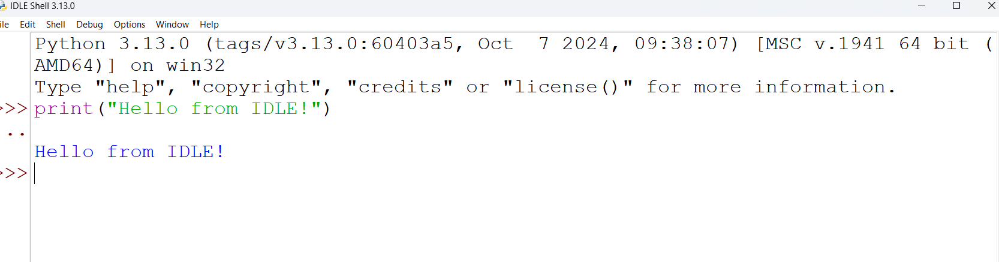 IDLE Shell 3.13.0
ile Edit Shell Debug Options Window Help
Python 3.13.0 (tags/v3.13.0:60403a5, Oct  7 2024, 09:38:07) [MSC v.1941 64 bit (
AMD64)] on win32
Type "help", "copyright", "credits" or "license()" for more information.
>>> print("Hello from IDLE!")
..
Hello from IDLE!
>>>